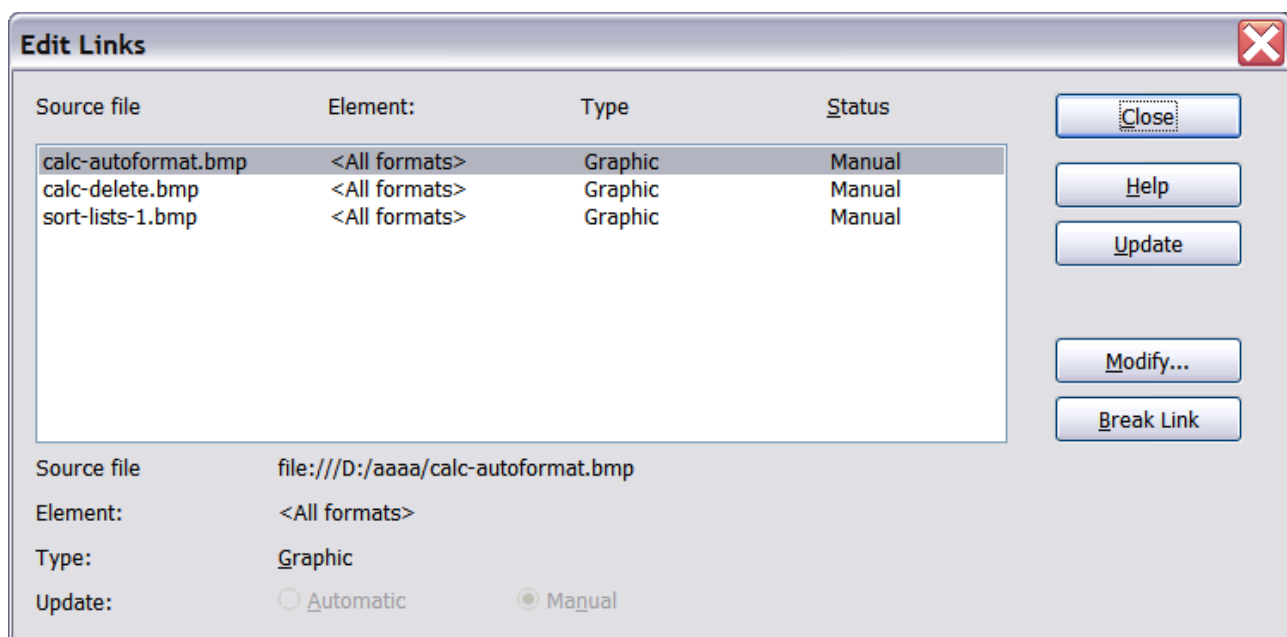 Edit Links
Source file Element: Type Status
Close
calc-autoformat.bmp <All formats> Graphic Manual
calc-delete.bmp <All formats> Graphic Manual
Help
sort-lists-1.bmp <All formats> Graphic Manual
Update
Modify...
Break Link
Source file file:///D:/aaaa/calc-autoformat.bmp
Element: <All formats>
Type: Graphic
Update: Automatic Manual